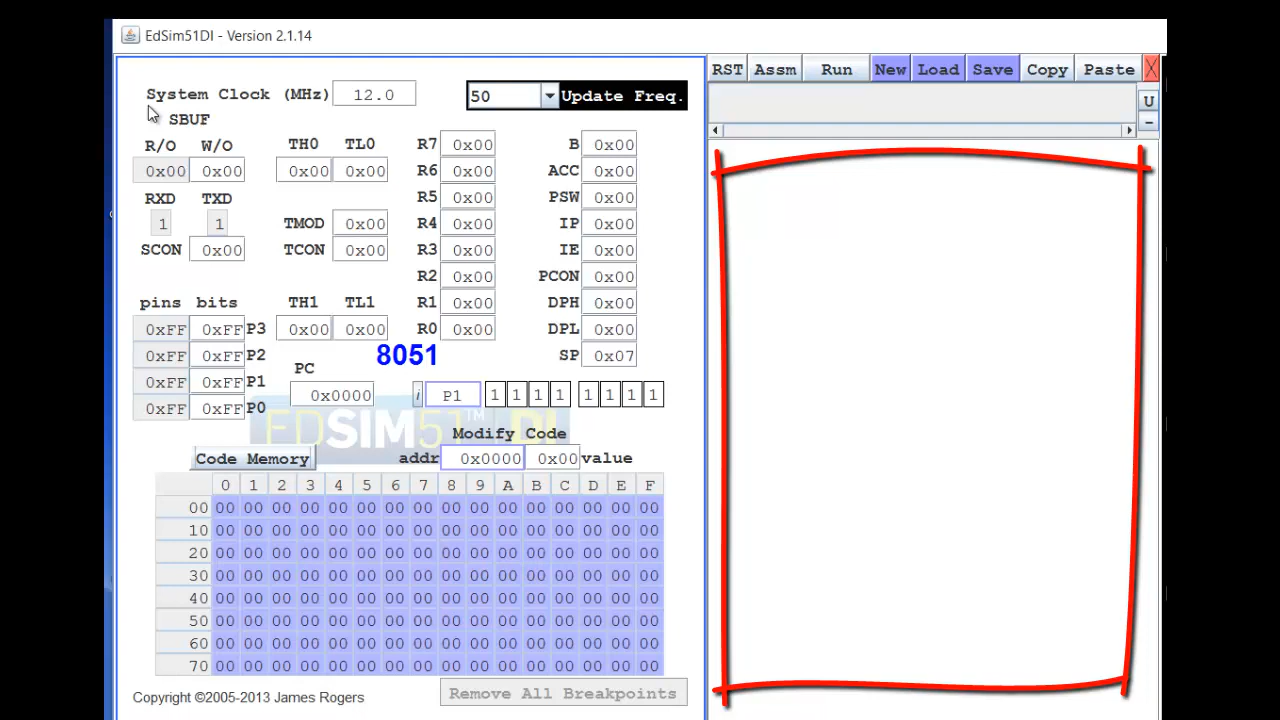 EdSim51DI - Version 2.1.14
RST Assm Run New Load Save Copy Paste X
U
-
System Clock (MHz) 12.0 50 Update Freq.
SBUF
R/O W/O TH0 TL0 R7 0x00 B 0x00
0x00 0x00 0x00 0x00 R6 0x00 ACC 0x00
RXD TXD R5 0x00 PSW 0x00
1 1 TMOD 0x00 R4 0x00 IP 0x00
SCON 0x00 TCON 0x00 R3 0x00 IE 0x00
R2 0x00 PCON 0x00
pins bits TH1 TL1 R1 0x00 DPH 0x00
0xFF 0xFF P3 0x00 0x00 R0 0x00 DPL 0x00
0xFF 0xFF P2 8051 SP 0x07
PC
0xFF 0xFF P1 0x0000 i P1 1 1 1 1 1 1 1 1
0xFF 0xFF P0
EDSIM51™ DI
Modify Code
Code Memory addr 0x0000 0x00 value
0 1 2 3 4 5 6 7 8 9 A B C D E F
00 00 00 00 00 00 00 00 00 00 00 00 00 00 00 00 00
10 00 00 00 00 00 00 00 00 00 00 00 00 00 00 00 00
20 00 00 00 00 00 00 00 00 00 00 00 00 00 00 00 00
30 00 00 00 00 00 00 00 00 00 00 00 00 00 00 00 00
40 00 00 00 00 00 00 00 00 00 00 00 00 00 00 00 00
50 00 00 00 00 00 00 00 00 00 00 00 00 00 00 00 00
60 00 00 00 00 00 00 00 00 00 00 00 00 00 00 00 00
70 00 00 00 00 00 00 00 00 00 00 00 00 00 00 00 00
Copyright ©2005-2013 James Rogers Remove All Breakpoints